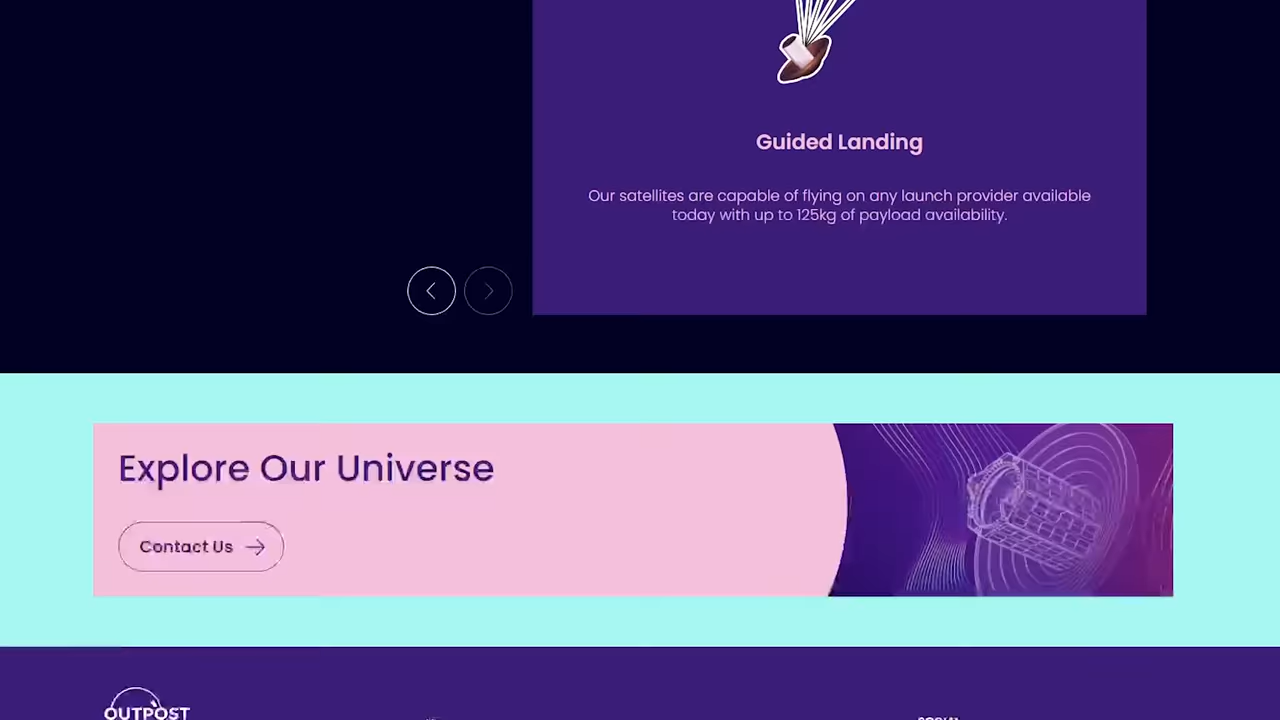 Guided Landing
Our satellites are capable of flying on any launch provider available
today with up to 125kg of payload availability.
Explore Our Universe
Contact Us
OUTPOST